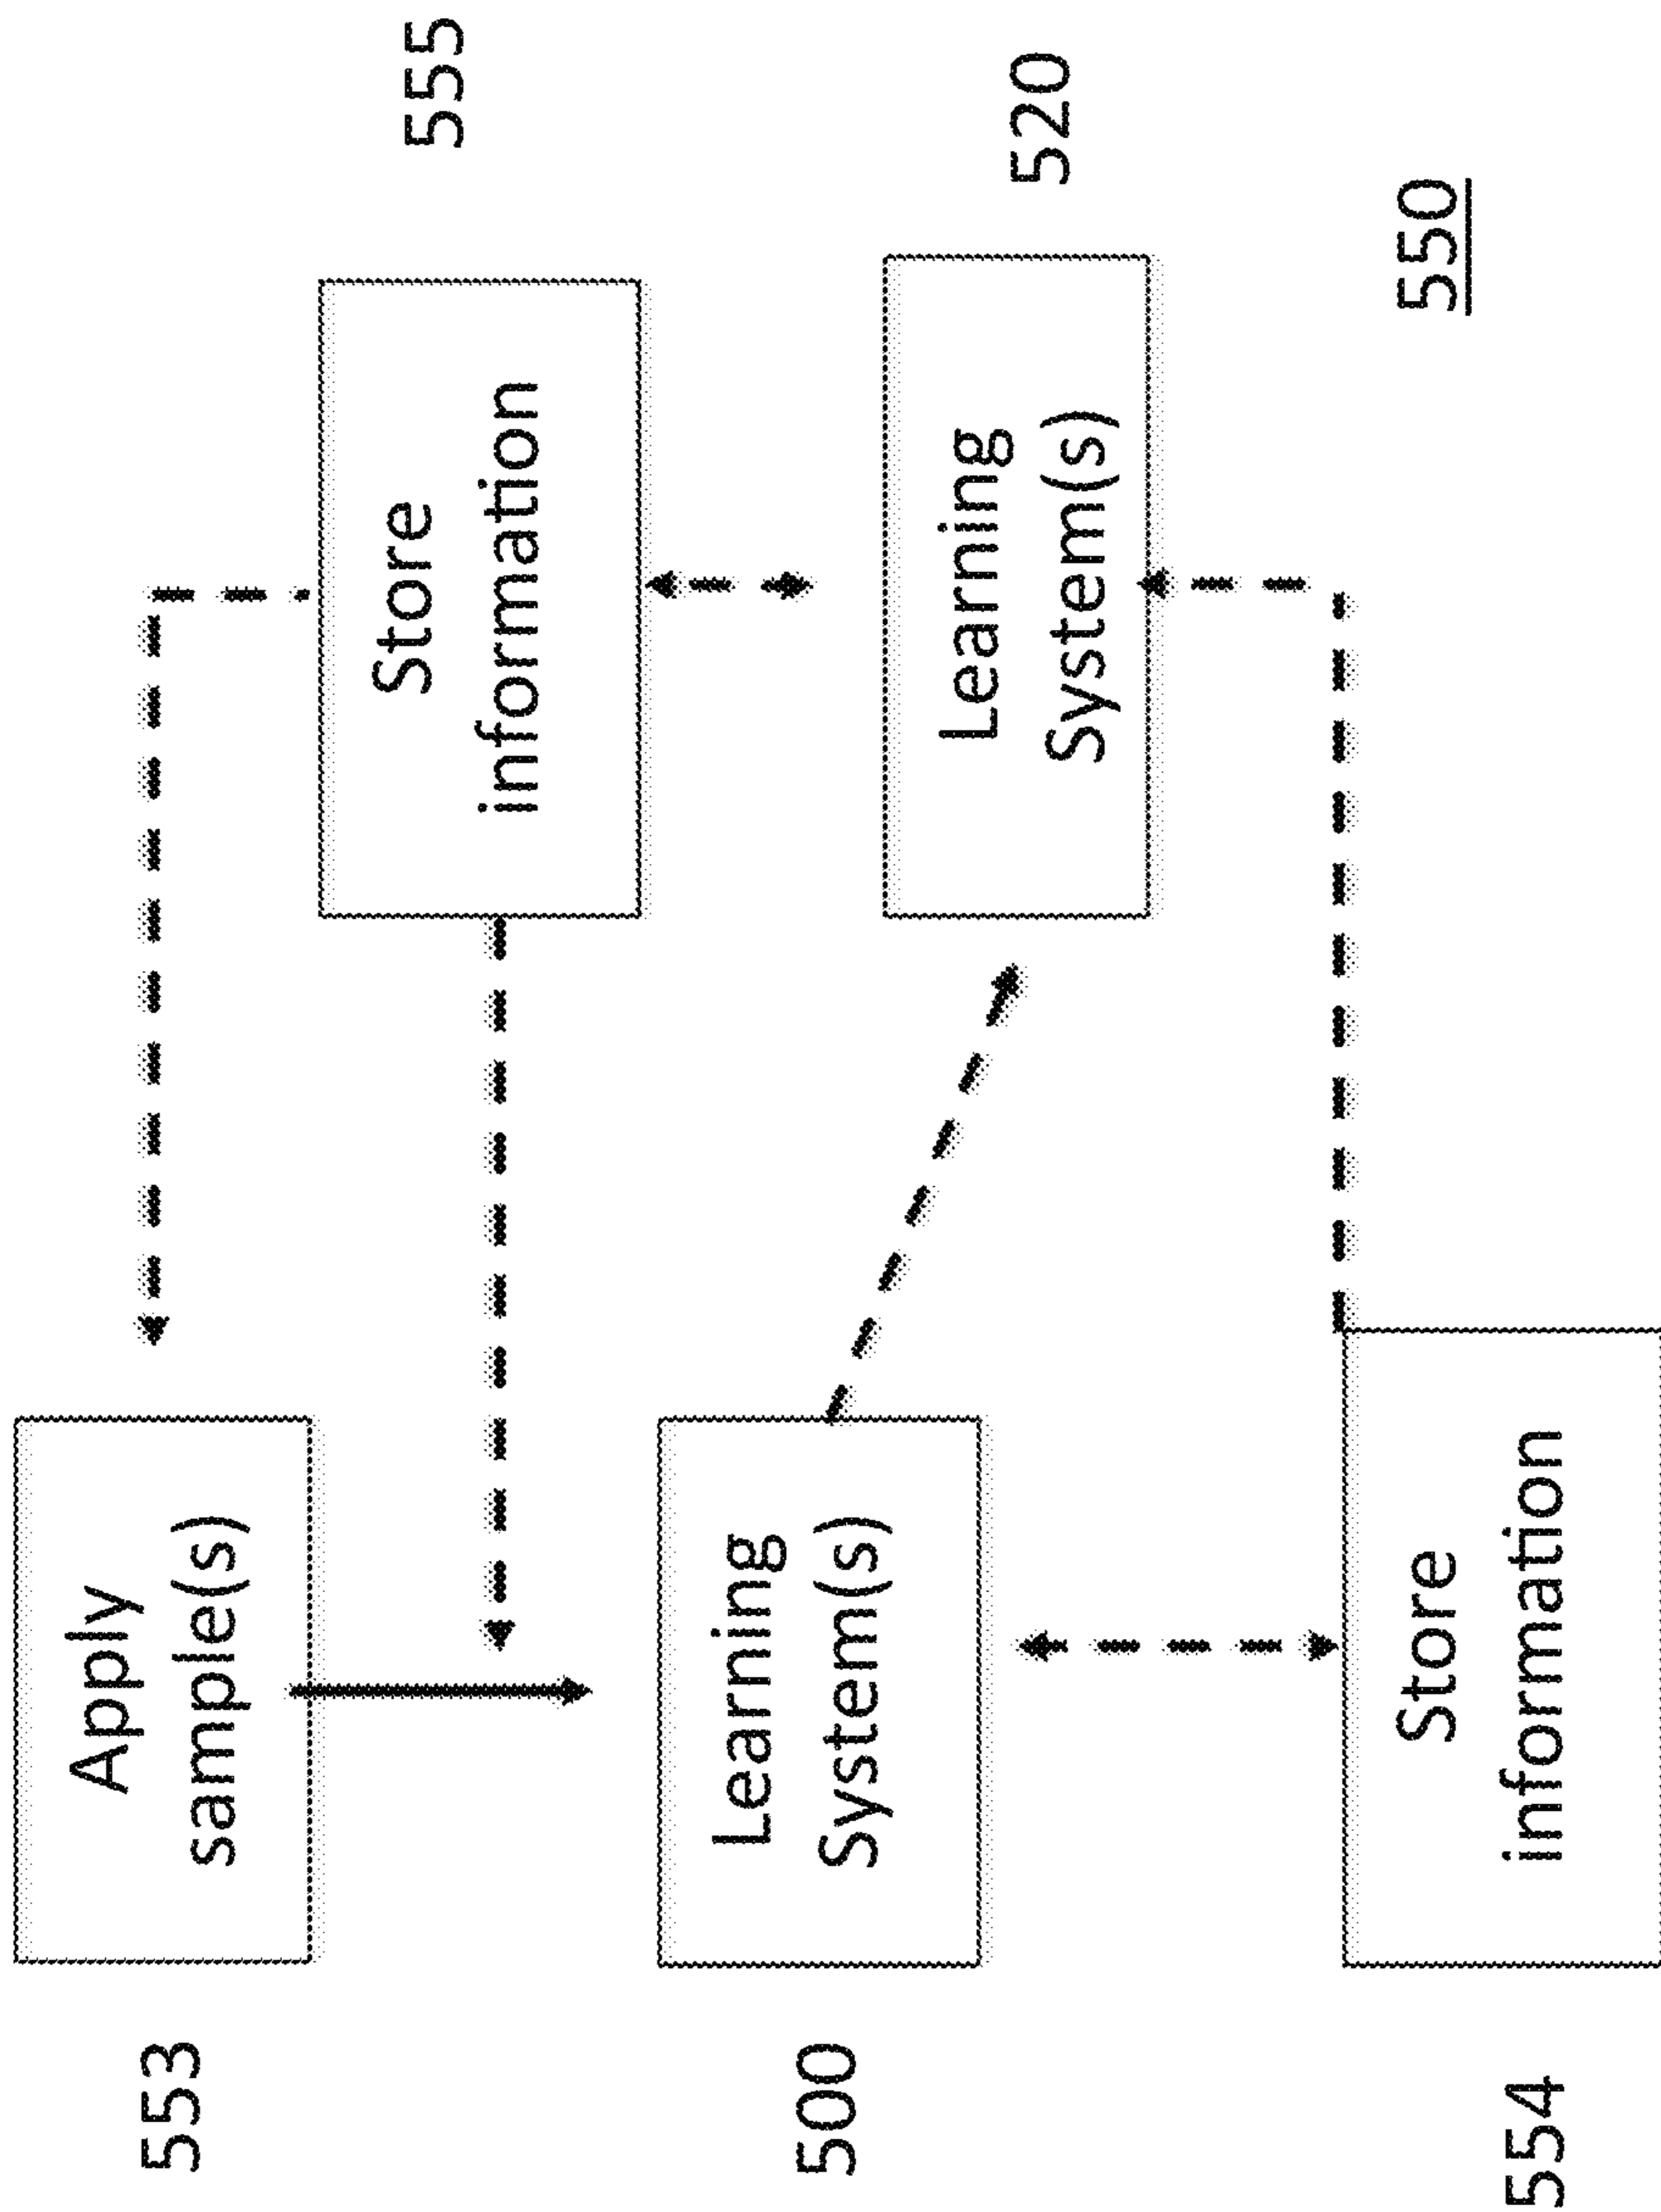 553
Apply
sample(s)
Store
information
555
500
Learning
System(s)
Learning
System(s)
520
554
Store
information
550